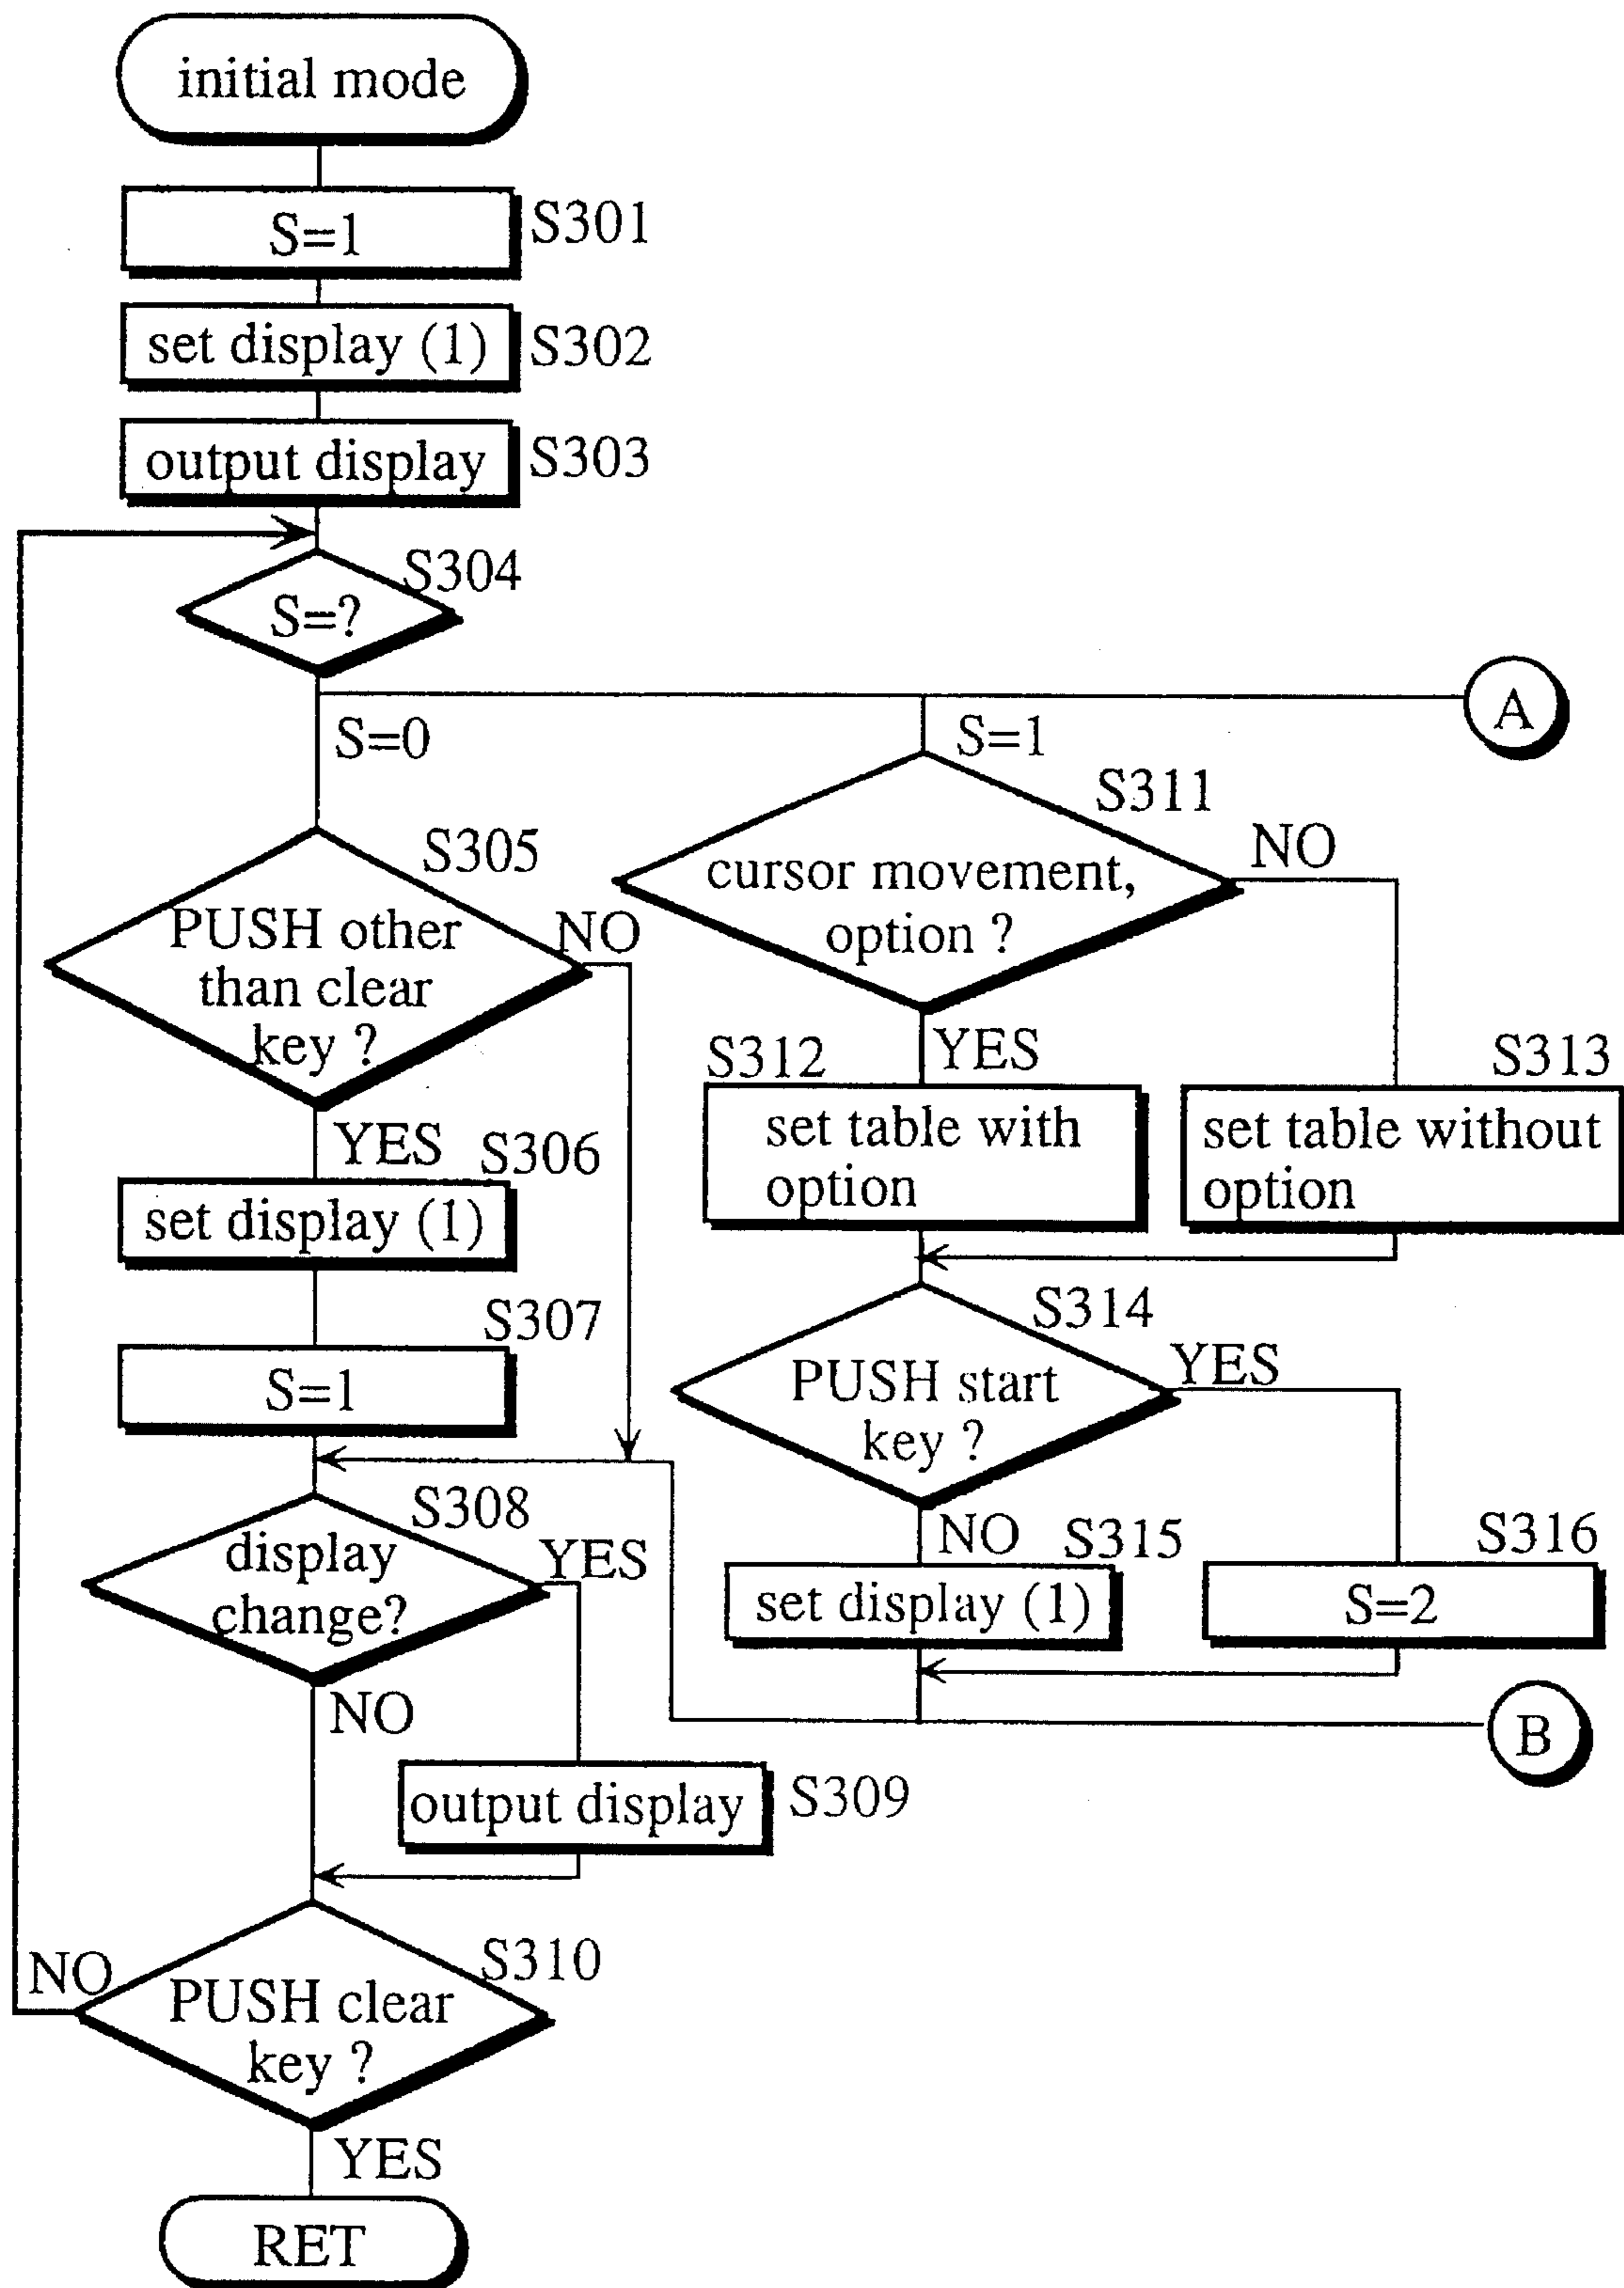 initial mode
S=1
S301
set display (1)
S302
output display
S303
S304
S=?
A
S=0
S=1
S305
PUSH other
than clear
key ?
NO
YES
S306
set display (1)
S307
S=1
S308
display
change?
YES
NO
output display
S309
S310
PUSH clear
key ?
NO
YES
RET
S311
cursor movement,
option ?
NO
YES
S312
set table with
option
S313
set table without
option
S314
PUSH start
key ?
YES
NO
S315
set display (1)
S316
S=2
B